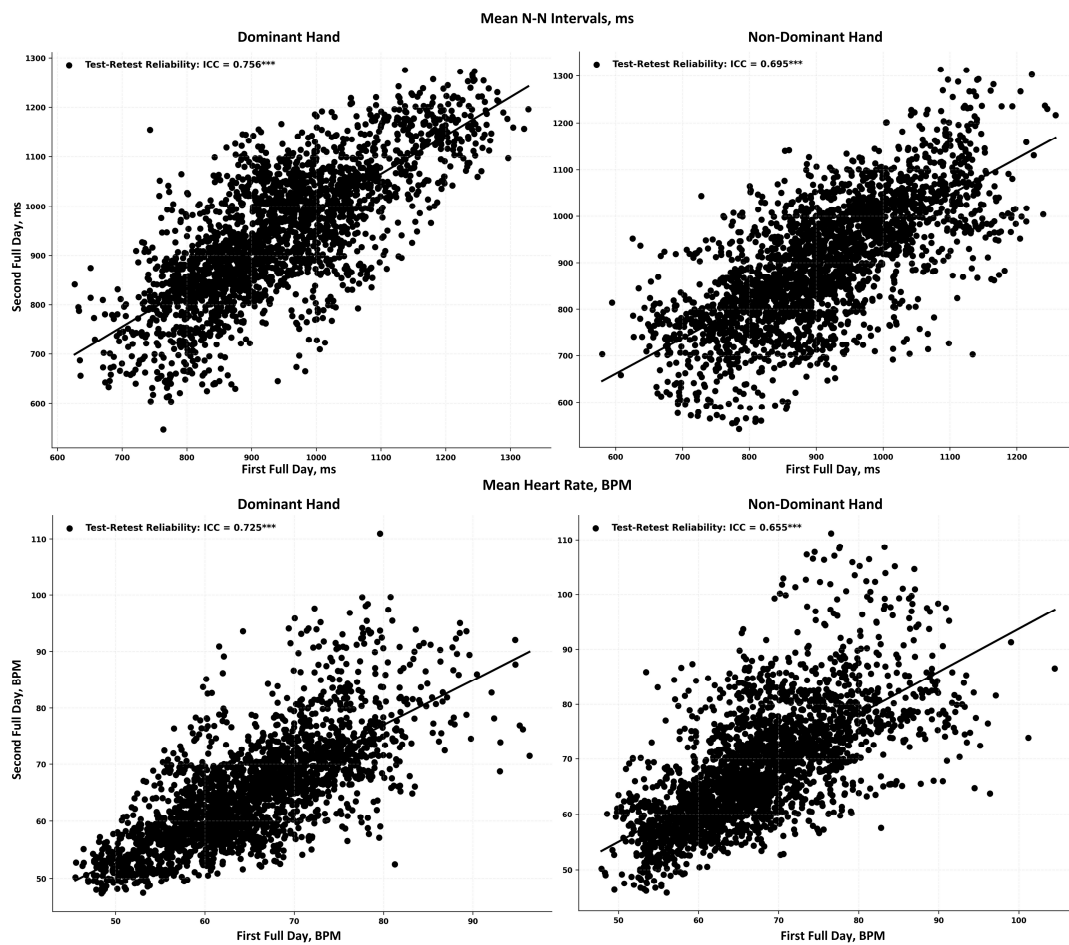 Mean N-N Intervals, ms
Dominant Hand
Non-Dominant Hand
Test-Retest Reliability: ICC = 0.756***
Test-Retest Reliability: ICC = 0.695***
1300
1200
1100
1000
900
800
700
600
Second Full Day, ms
1300
1200
1100
1000
900
800
700
600
600 700 800 900 1000 1100 1200 1300
600 700 800 900 1000 1100 1200
First Full Day, ms
First Full Day, ms
Mean Heart Rate, BPM
Dominant Hand
Non-Dominant Hand
Test-Retest Reliability: ICC = 0.725***
Test-Retest Reliability: ICC = 0.655***
110
100
90
80
70
60
50
Second Full Day, BPM
110
100
90
80
70
60
50
50 60 70 80 90
50 60 70 80 90 100
First Full Day, BPM
First Full Day, BPM